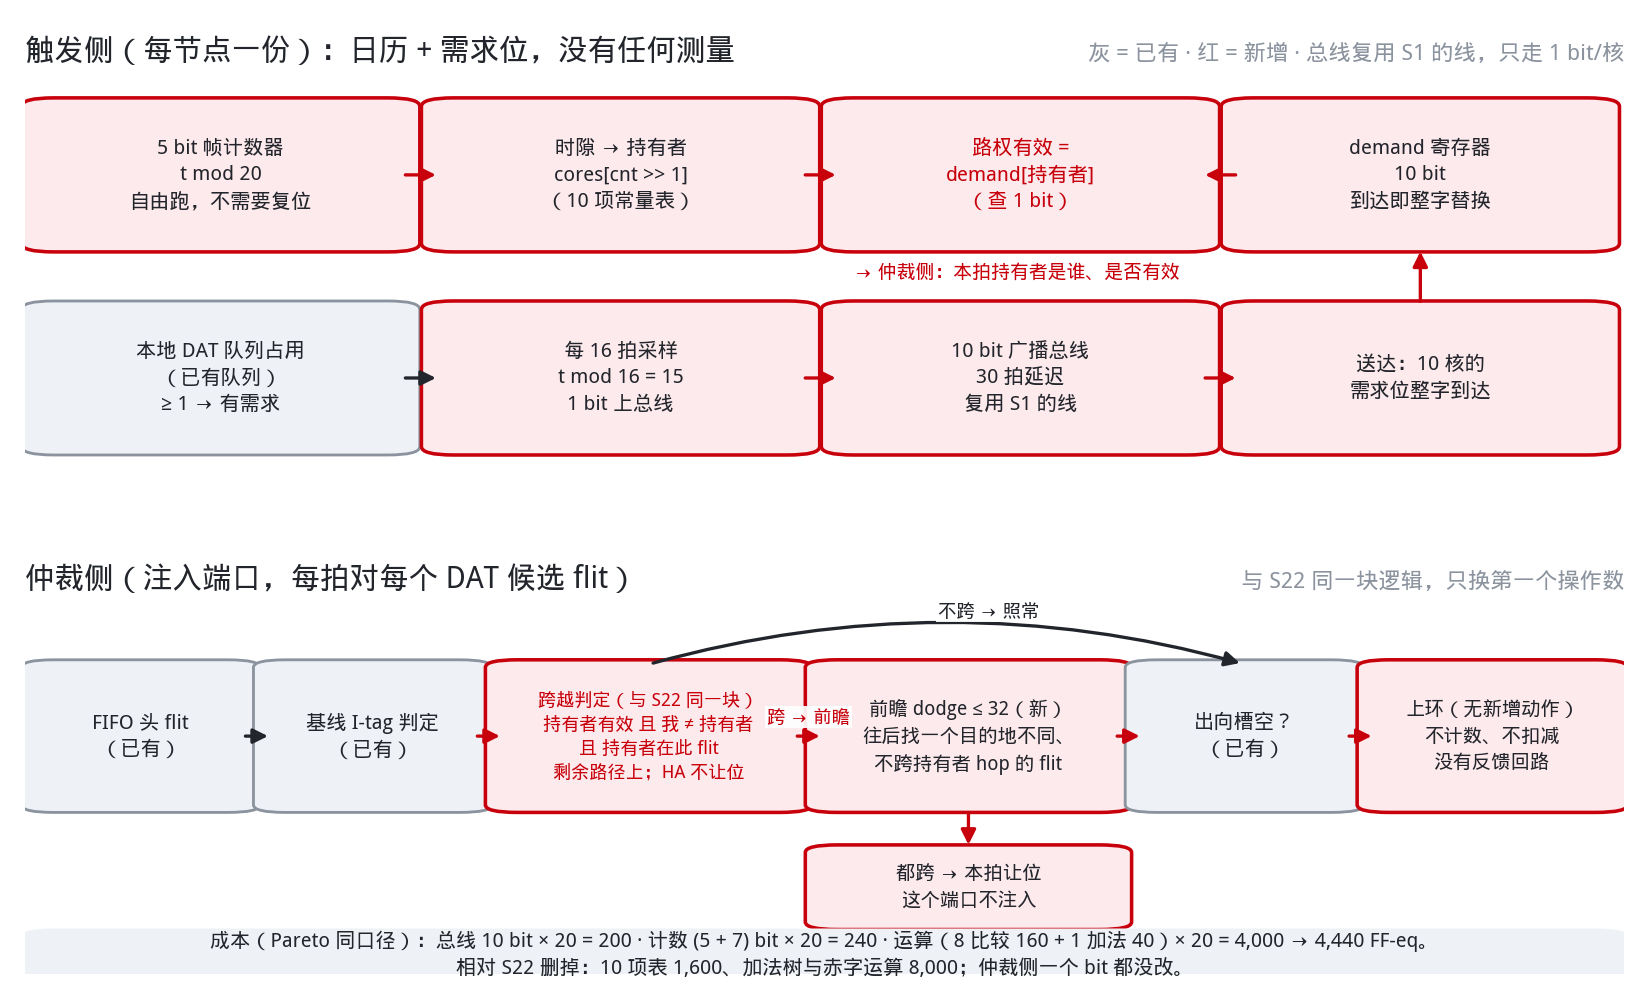 触发侧（每节点一份）：日历 + 需求位，没有任何测量
灰 = 已有 · 红 = 新增 · 总线复用 S1 的线，只走 1 bit/核
5 bit 帧计数器
t mod 20
自由跑，不需要复位
时隙 → 持有者
cores[cnt >> 1]
（10 项常量表）
路权有效 =
demand[持有者]
（查 1 bit）
demand 寄存器
10 bit
到达即整字替换
→ 仲裁侧：本拍持有者是谁、是否有效
本地 DAT 队列占用
（已有队列）
≥ 1 → 有需求
每 16 拍采样
t mod 16 = 15
1 bit 上总线
10 bit 广播总线
30 拍延迟
复用 S1 的线
送达：10 核的
需求位整字到达
仲裁侧（注入端口，每拍对每个 DAT 候选 flit）
与 S22 同一块逻辑，只换第一个操作数
不跨 → 照常
FIFO 头 flit
（已有）
基线 I-tag 判定
（已有）
跨越判定（与 S22 同一块）
持有者有效 且 我 ≠ 持有者
且 持有者在此 flit
剩余路径上；HA 不让位
跨 → 前瞻
前瞻 dodge ≤ 32（新）
往后找一个目的地不同、
不跨持有者 hop 的 flit
出向槽空？
（已有）
上环（无新增动作）
不计数、不扣减
没有反馈回路
都跨 → 本拍让位
这个端口不注入
成本（Pareto 同口径）：总线 10 bit × 20 = 200 · 计数 (5 + 7) bit × 20 = 240 · 运算（8 比较 160 + 1 加法 40）× 20 = 4,000 → 4,440 FF-eq。
相对 S22 删掉：10 项表 1,600、加法树与赤字运算 8,000；仲裁侧一个 bit 都没改。